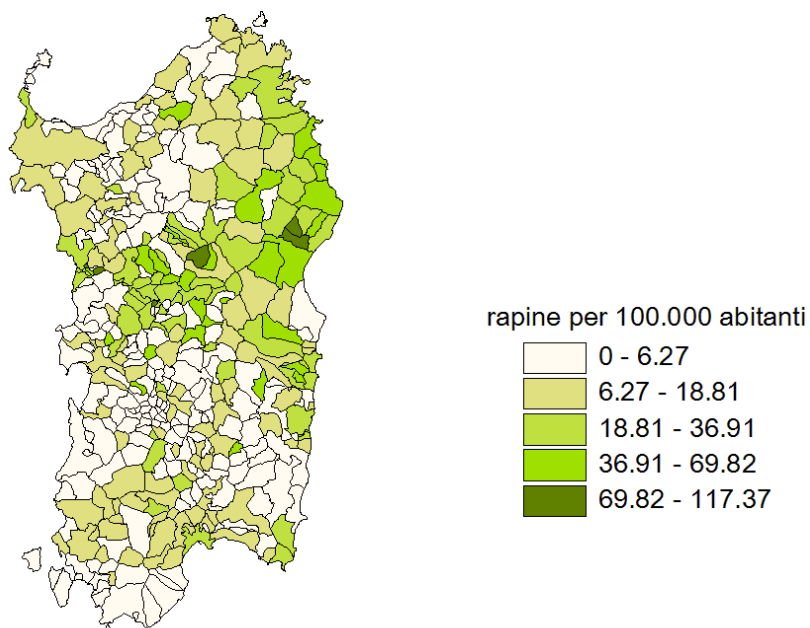 rapine per 100.000 abitanti
0 - 6.27
6.27 - 18.81
18.81 - 36.91
36.91 - 69.82
69.82 - 117.37